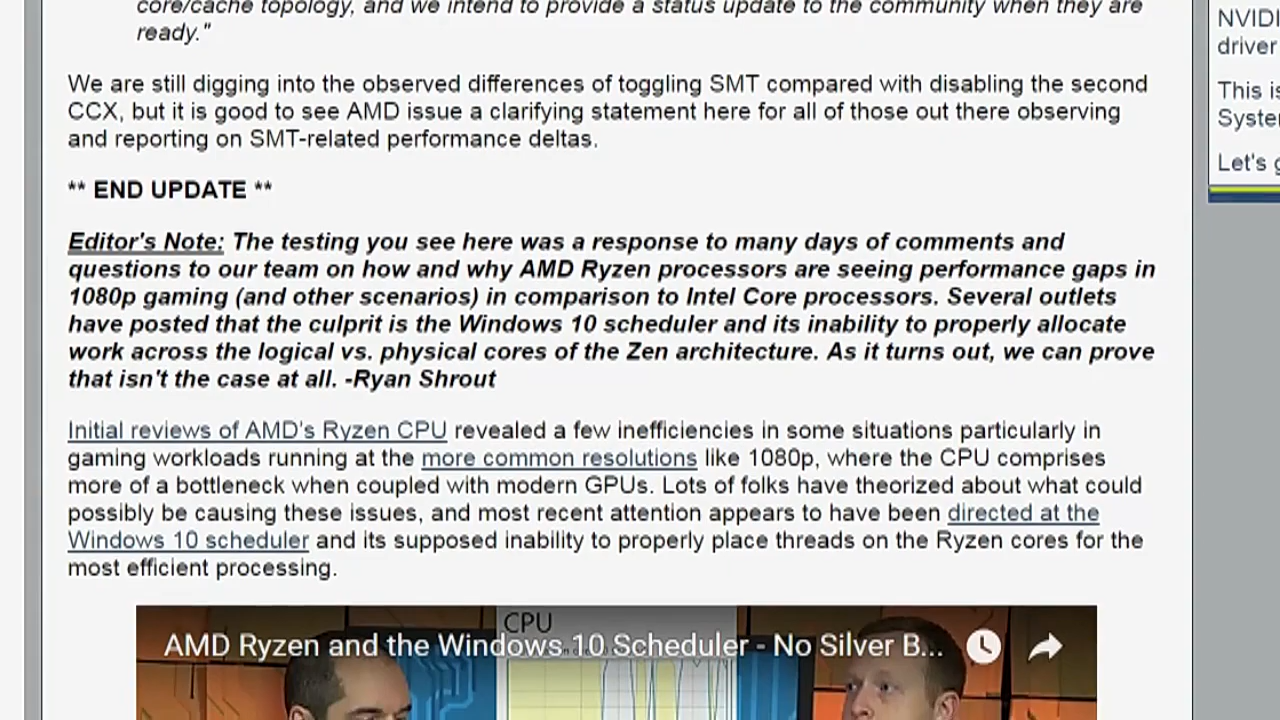 core/cache topology, and we intend to provide a status update to the community when they are
ready."
We are still digging into the observed differences of toggling SMT compared with disabling the second
CCX, but it is good to see AMD issue a clarifying statement here for all of those out there observing
and reporting on SMT-related performance deltas.
** END UPDATE **
Editor's Note: The testing you see here was a response to many days of comments and
questions to our team on how and why AMD Ryzen processors are seeing performance gaps in
1080p gaming (and other scenarios) in comparison to Intel Core processors. Several outlets
have posted that the culprit is the Windows 10 scheduler and its inability to properly allocate
work across the logical vs. physical cores of the Zen architecture. As it turns out, we can prove
that isn't the case at all. -Ryan Shrout
Initial reviews of AMD's Ryzen CPU revealed a few inefficiencies in some situations particularly in
gaming workloads running at the more common resolutions like 1080p, where the CPU comprises
more of a bottleneck when coupled with modern GPUs. Lots of folks have theorized about what could
possibly be causing these issues, and most recent attention appears to have been directed at the
Windows 10 scheduler and its supposed inability to properly place threads on the Ryzen cores for the
most efficient processing.
CPU
AMD Ryzen and the Windows 10 Scheduler - No Silver B...
NVIDI
driver
This is
Syste
Let's g